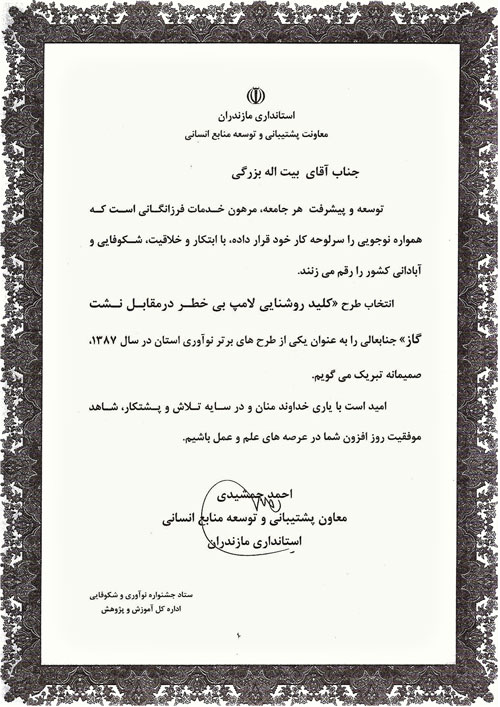 استانداری مازندران
معاونت پشتیبانی و توسعه منابع انسانی
جناب آقای بیت اله بزرگی
توسعه و پیشرفت هر جامعه، مرهون خدمات فرزانگانی است که
همواره نوجویی را سرلوحه کار خود قرار داده، با ابتکار و خلاقیت، شکوفایی و
آبادانی کشور را رقم می زنند.
انتخاب طرح «کلید روشنایی لامپ بی خطر درمقابل نشت
گاز» جنابعالی را به عنوان یکی از طرح های برتر نوآوری استان در سال ۱۳۸۷،
صمیمانه تبریک می گویم.
امید است با یاری خداوند منان و در سایه تلاش و پشتکار، شاهد
موفقیت روز افزون شما در عرصه های علم و عمل باشیم.
احمد جمشیدی
معاون پشتیبانی و توسعه منابع انسانی
استانداری مازندران
ستاد جشنواره نوآوری و شکوفایی
اداره کل آموزش و پژوهش